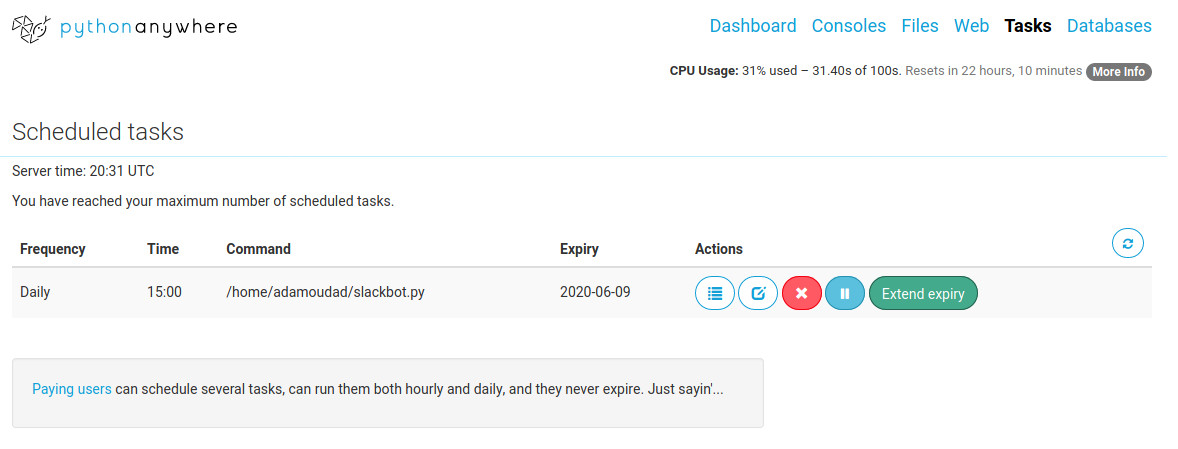 pythonanywhere
Dashboard Consoles Files Web Tasks Databases
CPU Usage: 31% used – 31.40s of 100s. Resets in 22 hours, 10 minutes More Info
Scheduled tasks
Server time: 20:31 UTC
You have reached your maximum number of scheduled tasks.
Frequency Time Command Expiry Actions
Daily 15:00 /home/adamoudad/slackbot.py 2020-06-09 Extend expiry
Paying users can schedule several tasks, can run them both hourly and daily, and they never expire. Just sayin'...